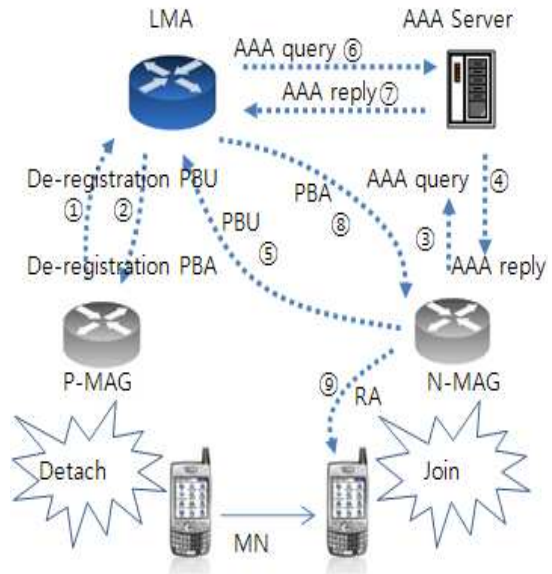 LMA
AAA Server
AAA query ⑥
AAA reply ⑦
De-registration PBU
① ②
De-registration PBA
PBU
⑤
PBA
⑧
AAA query
③
④
AAA reply
P-MAG
N-MAG
⑨ RA
Detach
Join
MN